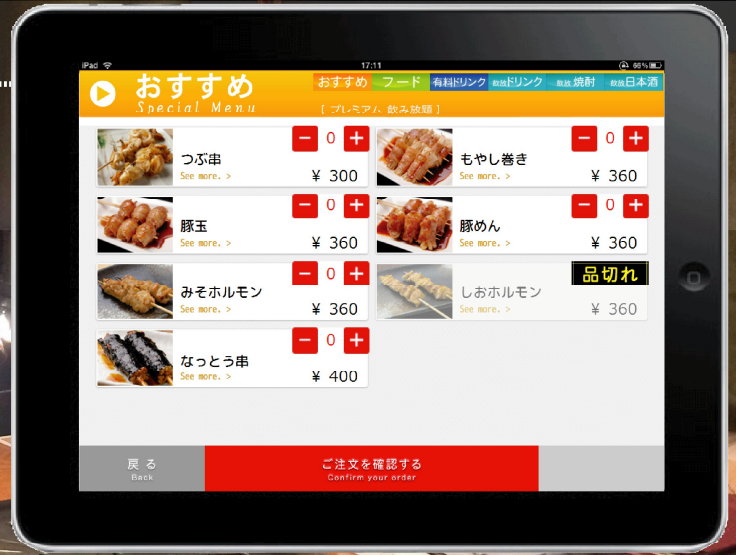 iPad
17:11
66%
おすすめ
Special Menu
おすすめ
フード
有料ドリンク
飲放ドリンク
飲放 焼酎
飲放日本酒
[ プレミアム 飲み放題 ]
つぶ串
See more. >
0
¥ 300
もやし巻き
See more. >
0
¥ 360
豚玉
See more. >
0
¥ 360
豚めん
See more. >
0
¥ 360
みそホルモン
See more. >
0
¥ 360
しおホルモン
See more. >
品切れ
¥ 360
なっとう串
See more. >
0
¥ 400
戻る
Back
ご注文を確認する
Confirm your order